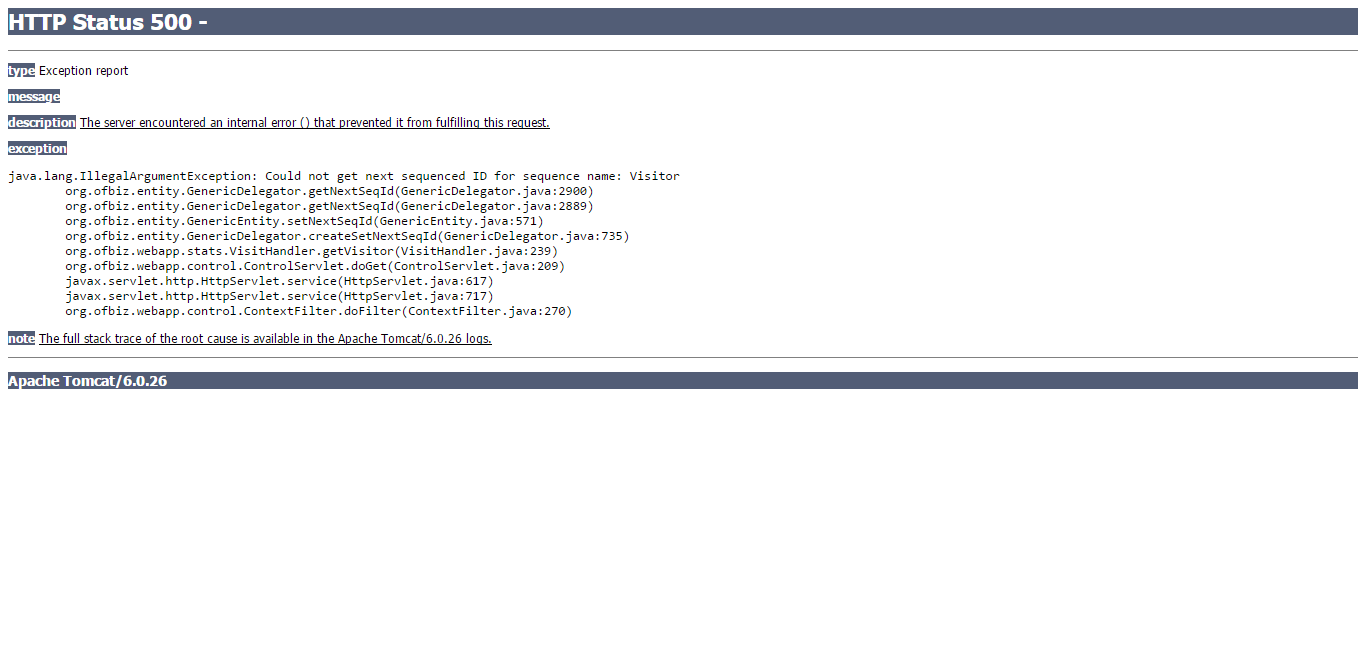 HTTP Status 500 -
type Exception report
message
description The server encountered an internal error () that prevented it from fulfilling this request.
exception
java.lang.IllegalArgumentException: Could not get next sequenced ID for sequence name: Visitor
org.ofbiz.entity.GenericDelegator.getNextSeqId(GenericDelegator.java:2900)
org.ofbiz.entity.GenericDelegator.getNextSeqId(GenericDelegator.java:2889)
org.ofbiz.entity.GenericEntity.setNextSeqId(GenericEntity.java:571)
org.ofbiz.entity.GenericDelegator.createSetNextSeqId(GenericDelegator.java:735)
org.ofbiz.webapp.stats.VisitHandler.getVisitor(VisitHandler.java:239)
org.ofbiz.webapp.control.ControlServlet.doGet(ControlServlet.java:209)
javax.servlet.http.HttpServlet.service(HttpServlet.java:617)
javax.servlet.http.HttpServlet.service(HttpServlet.java:717)
org.ofbiz.webapp.control.ContextFilter.doFilter(ContextFilter.java:270)
note The full stack trace of the root cause is available in the Apache Tomcat/6.0.26 logs.
Apache Tomcat/6.0.26